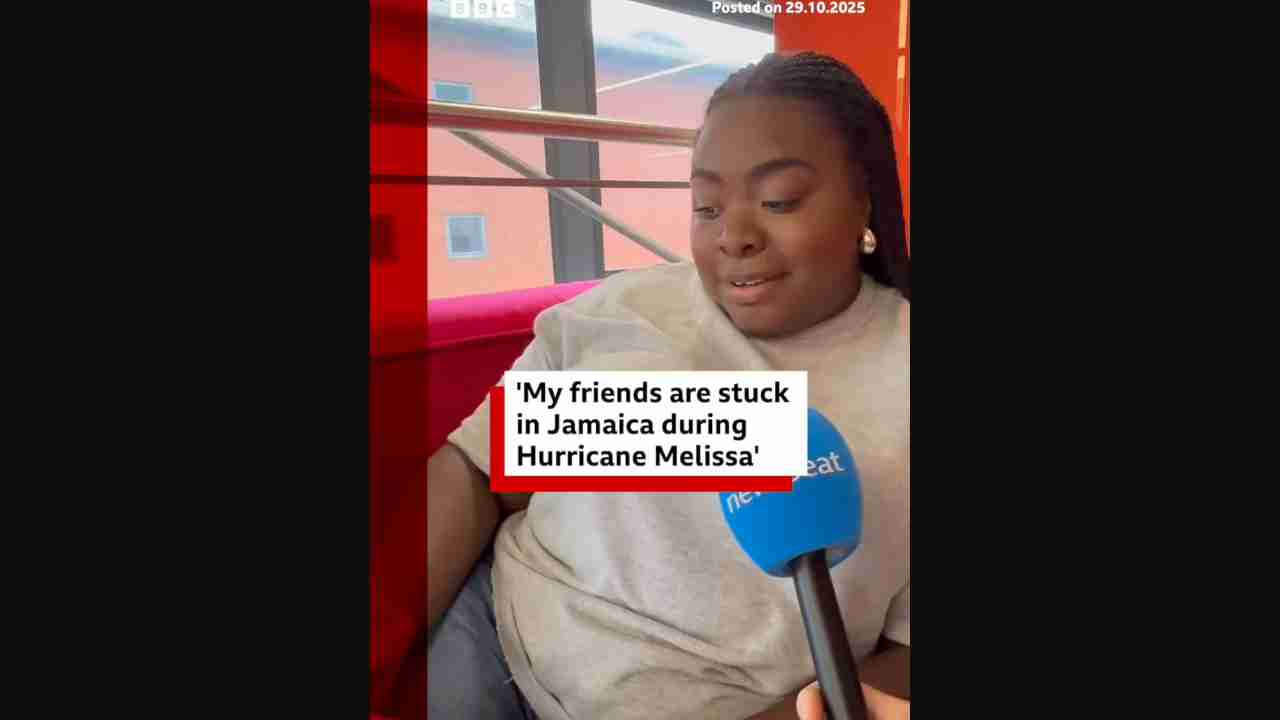 BBC
Posted on 29.10.2025
'My friends are stuck
in Jamaica during
Hurricane Melissa'